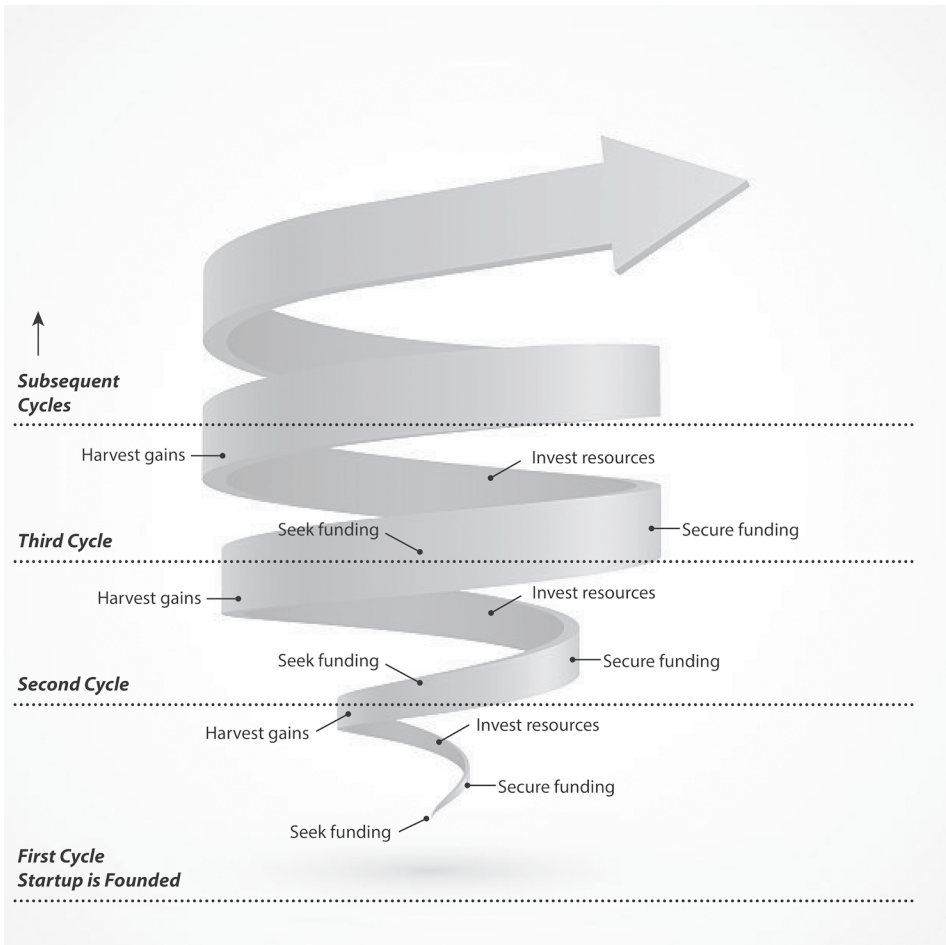 Subsequent
Cycles
Harvest gains
Invest resources
Seek funding
Secure funding
Third Cycle
Harvest gains
Invest resources
Seek funding
Secure funding
Second Cycle
Harvest gains
Invest resources
Secure funding
Seek funding
First Cycle
Startup is Founded